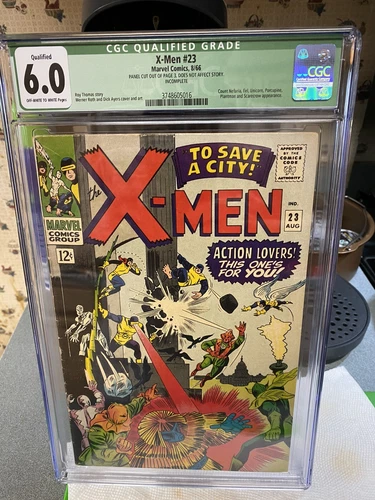 CGC QUALIFIED GRADE
Qualified
6.0
OFF-WHITE TO WHITE Pages
X-Men #23
Marvel Comics, 8/66
PANEL CUT OUT OF PAGE 3, DOES NOT AFFECT STORY.
INCOMPLETE
Roy Thomas story
Werner Roth and Dick Ayers cover and art
Count Nefaria, Eel, Unicorn, Porcupine,
Plantman and Scarecrow appearance.
3748605016
CGC
TO SAVE
A CITY!
APPROVED
BY THE
COMICS
CODE
AUTHORITY
the
X-MEN
MARVEL
COMICS
GROUP
12¢
IND.
23
AUG
ACTION LOVERS!
THIS ONE'S
FOR YOU!